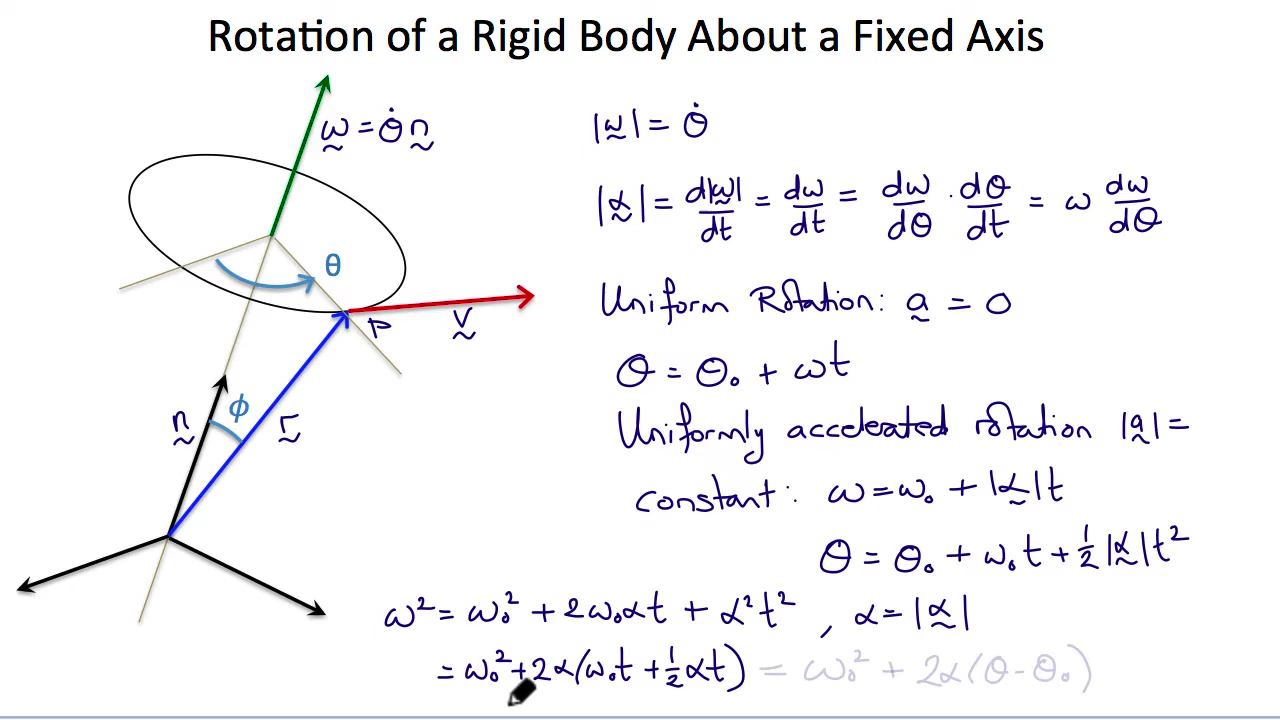 Rotation of a Rigid Body About a Fixed Axis
ω = θ̇ n
θ
P
v
n
ϕ
r
|ω| = θ̇
|α| = d|ω|/dt = dω/dt = dω/dθ · dθ/dt = ω dω/dθ
Uniform Rotation: a = 0
θ = θ₀ + ωt
Uniformly accelerated rotation |a| =
constant: ω = ω₀ + |α|t
θ = θ₀ + ω₀t + ½|α|t²
ω² = ω₀² + 2ω₀αt + α²t² , α = |α|
= ω₀² + 2α(ω₀t + ½αt) = ω₀² + 2α(θ - θ₀)